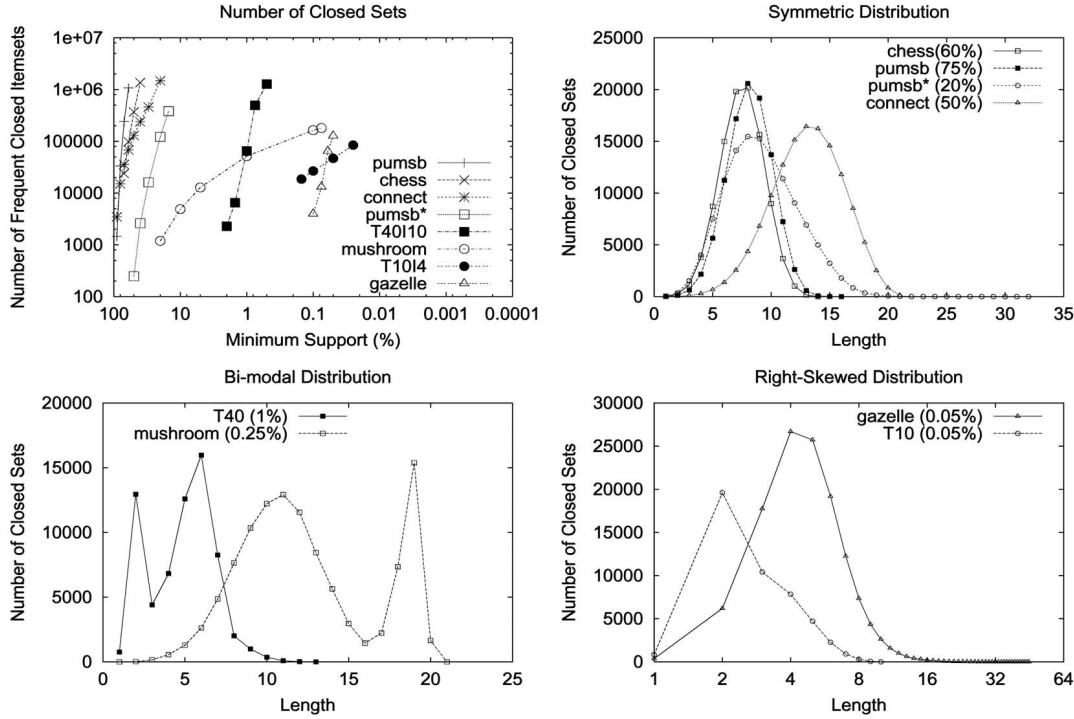 Number of Closed Sets
Number of Frequent Closed Itemsets
1e+07
1e+06
100000
10000
1000
100
pumsb
chess
connect
pumsb*
T40I10
mushroom
T10I4
gazelle
100 10 1 0.1 0.01 0.001 0.0001
Minimum Support (%)
Symmetric Distribution
Number of Closed Sets
25000
20000
15000
10000
5000
0
chess(60%)
pumsb (75%)
pumsb* (20%)
connect (50%)
0 5 10 15 20 25 30 35
Length
Bi-modal Distribution
Number of Closed Sets
20000
15000
10000
5000
0
T40 (1%)
mushroom (0.25%)
0 5 10 15 20 25
Length
Right-Skewed Distribution
Number of Closed Sets
30000
25000
20000
15000
10000
5000
0
gazelle (0.05%)
T10 (0.05%)
1 2 4 8 16 32 64
Length